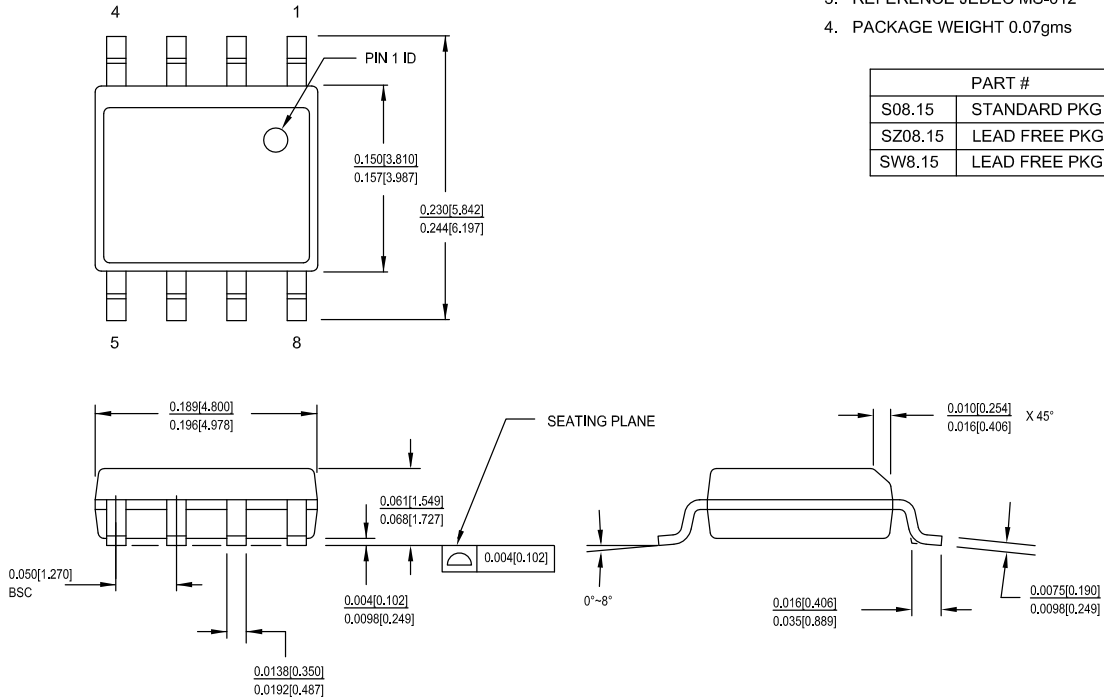 3. REFERENCE JEDEC MS-012
4. PACKAGE WEIGHT 0.07gms
PART #
S08.15 STANDARD PKG
SZ08.15 LEAD FREE PKG
SW8.15 LEAD FREE PKG
4 1
PIN 1 ID
0.150[3.810]
0.157[3.987]
0.230[5.842]
0.244[6.197]
5 8
0.189[4.800]
0.196[4.978]
SEATING PLANE
0.010[0.254]
0.016[0.406]
X 45°
0.061[1.549]
0.068[1.727]
0.004[0.102]
0.050[1.270]
BSC
0.004[0.102]
0.0098[0.249]
0°~8°
0.016[0.406]
0.035[0.889]
0.0075[0.190]
0.0098[0.249]
0.0138[0.350]
0.0192[0.487]